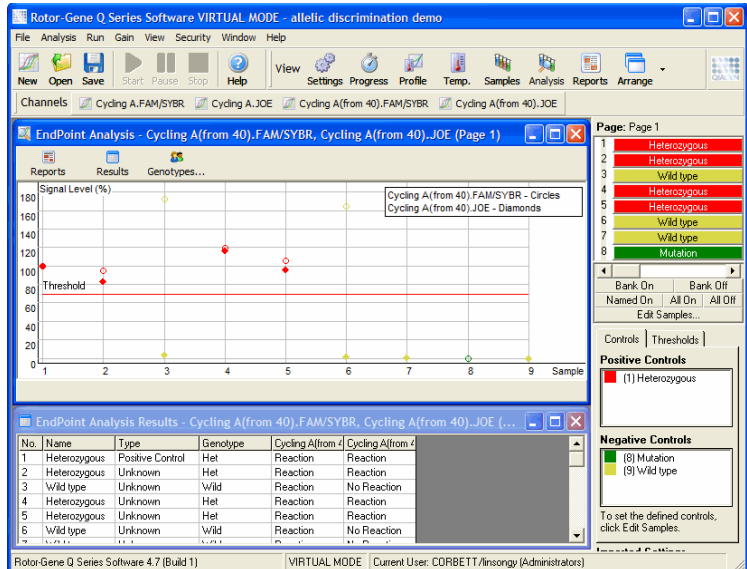 Rotor-Gene Q Series Software VIRTUAL MODE - allelic discrimination demo
File Analysis Run Gain View Security Window Help
New Open Save Start Pause Stop Help View Settings Progress Profile Temp. Samples Analysis Reports Arrange
Channels Cycling A.FAM/SYBR Cycling A.JOE Cycling A(from 40).FAM/SYBR Cycling A(from 40).JOE
EndPoint Analysis - Cycling A(from 40).FAM/SYBR, Cycling A(from 40).JOE (Page 1)
Reports Results Genotypes...
Signal Level (%)
Cycling A(from 40).FAM/SYBR - Circles
Cycling A(from 40).JOE - Diamonds
180
160
140
120
100
80
Threshold
60
40
20
0
1 2 3 4 5 6 7 8 9 Sample
Page: Page 1
1 Heterozygous
2 Heterozygous
3 Wild type
4 Heterozygous
5 Heterozygous
6 Wild type
7 Wild type
8 Mutation
Bank On Bank Off
Named On All On All Off
Edit Samples...
Controls Thresholds
Positive Controls
(1) Heterozygous
Negative Controls
(8) Mutation
(9) Wild type
To set the defined controls,
click Edit Samples.
EndPoint Analysis Results - Cycling A(from 40).FAM/SYBR, Cycling A(from 40).JOE (...
No. Name Type Genotype Cycling A(from 4 Cycling A(from 4
1 Heterozygous Positive Control Het Reaction Reaction
2 Heterozygous Unknown Het Reaction Reaction
3 Wild type Unknown Wild Reaction No Reaction
4 Heterozygous Unknown Het Reaction Reaction
5 Heterozygous Unknown Het Reaction Reaction
6 Wild type Unknown Wild Reaction No Reaction
Rotor-Gene Q Series Software 4.7 (Build 1) VIRTUAL MODE Current User: CORBETT/linsongy (Administrators)